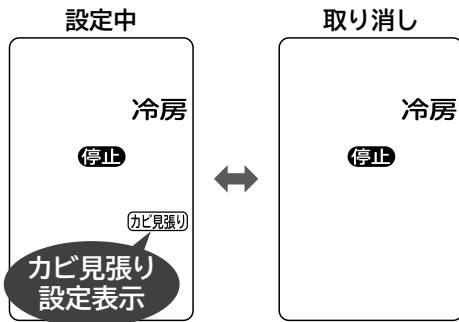 設定中
冷房
停止
カビ見張り
カビ見張り
設定表示
取り消し
冷房
停止